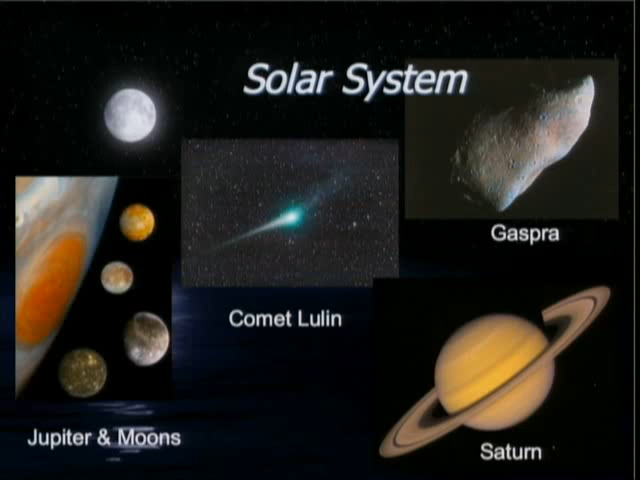 Solar System
Gaspra
Comet Lulin
Jupiter & Moons
Saturn